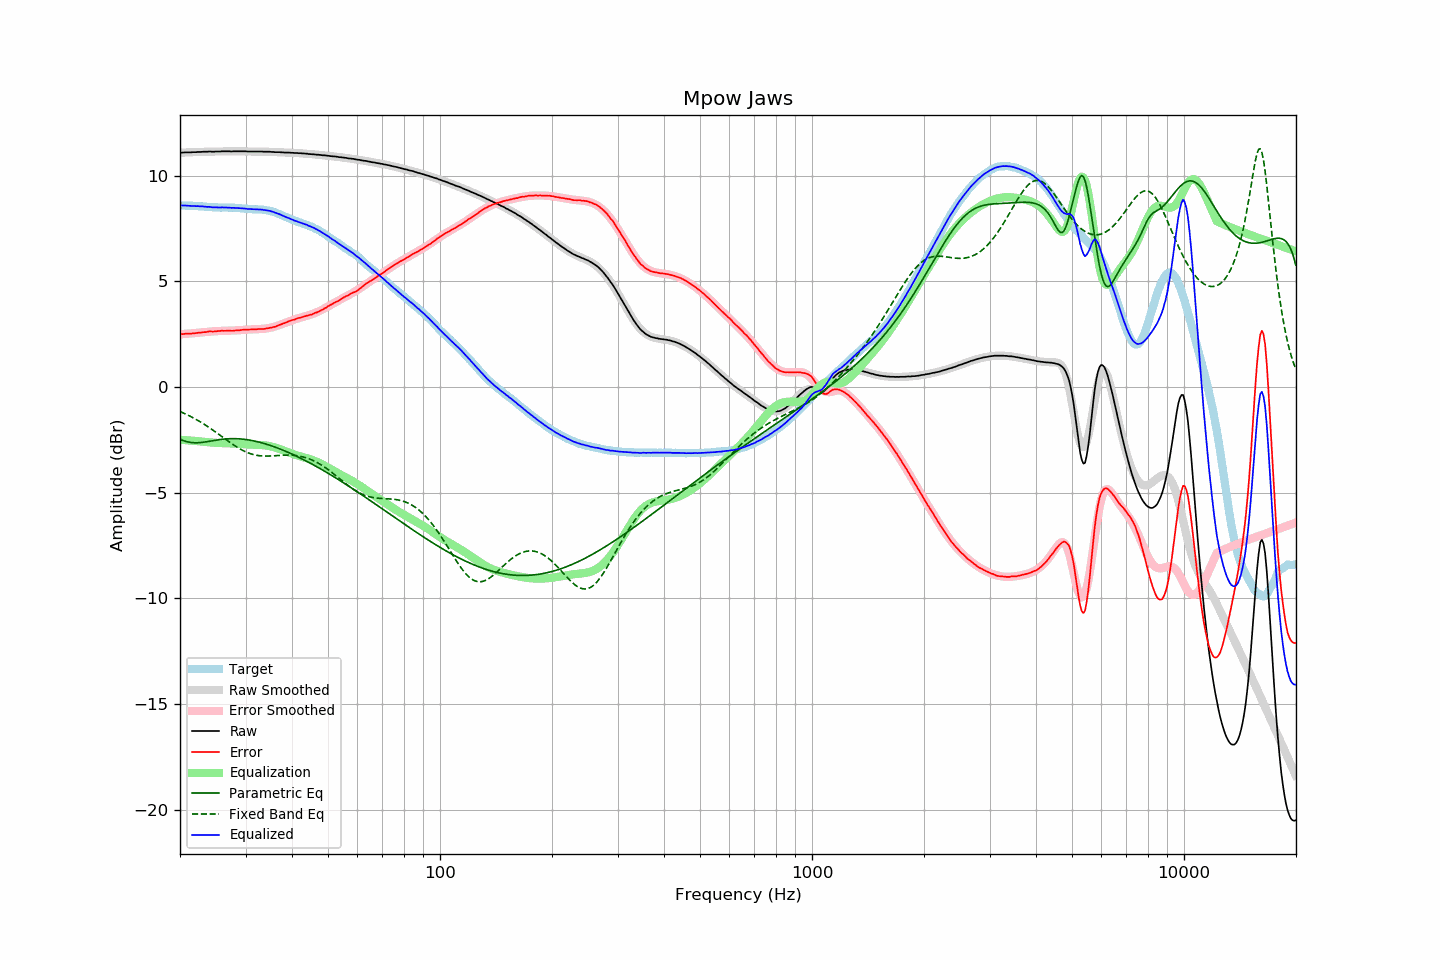 Mpow Jaws
Amplitude (dBr)
10
5
0
−5
−10
−15
−20
Target
Raw Smoothed
Error Smoothed
Raw
Error
Equalization
Parametric Eq
Fixed Band Eq
Equalized
100
1000
10000
Frequency (Hz)